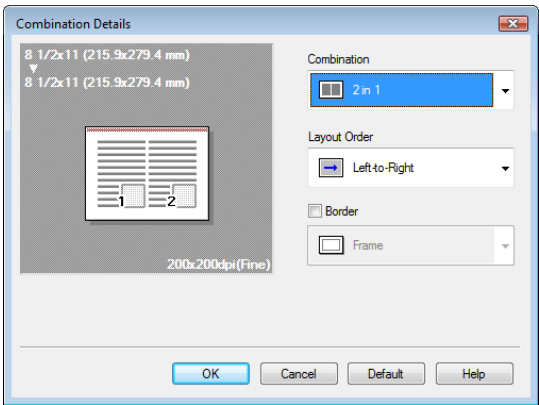 Combination Details
8 1/2x11 (215.9x279.4 mm)
8 1/2x11 (215.9x279.4 mm)
1 2
200x200dpi(Fine)
Combination
2 in 1
Layout Order
Left-to-Right
Border
Frame
OK Cancel Default Help